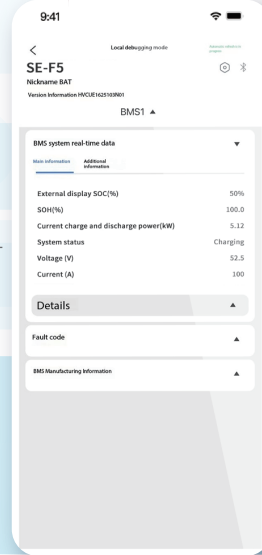 9:41
Local debugging mode
SE-F5
Nickname BAT
Version Information HVCUE1625103N01
BMS1 ▲
BMS system real-time data ▼
Main information Additional information
External display SOC(%) 50%
SOH(%) 100.0
Current charge and discharge power(kW) 5.12
System status Charging
Voltage (V) 52.5
Current (A) 100
Details ▲
Fault code ▲
BMS Manufacturing Information ▲